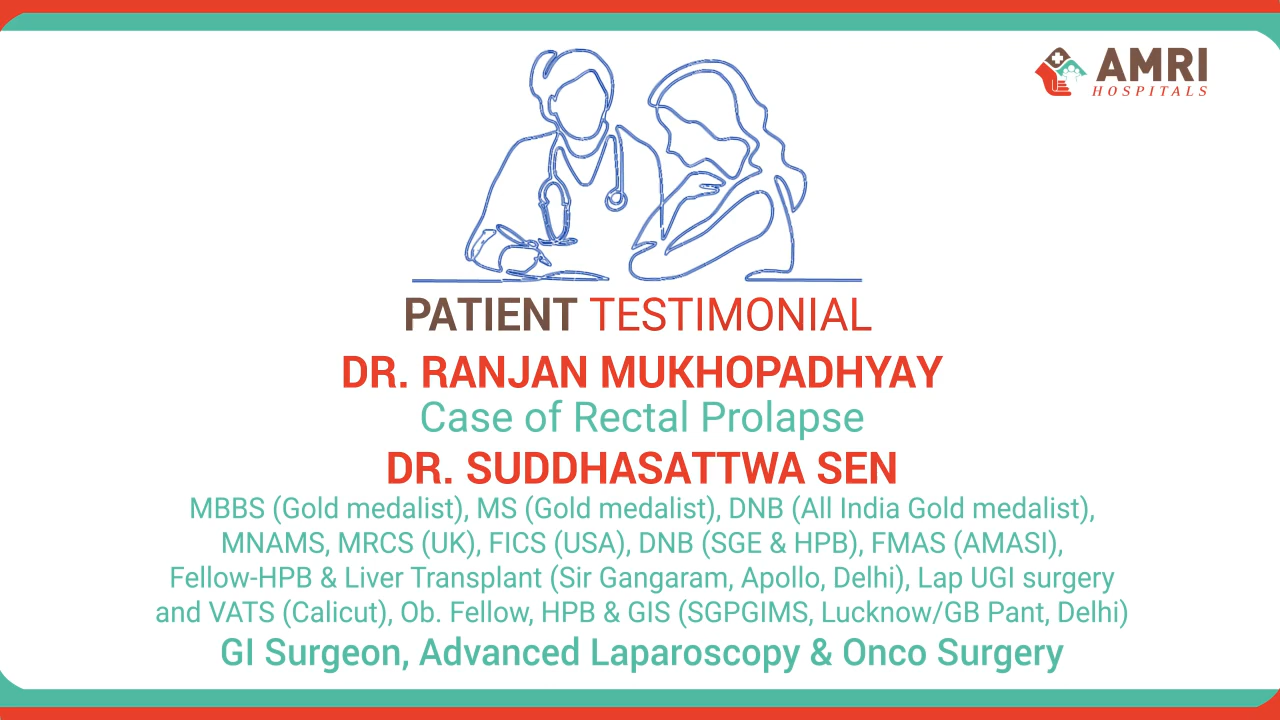 AMRI
HOSPITALS
PATIENT TESTIMONIAL
DR. RANJAN MUKHOPADHYAY
Case of Rectal Prolapse
DR. SUDDHASATTWA SEN
MBBS (Gold medalist), MS (Gold medalist), DNB (All India Gold medalist),
MNAMS, MRCS (UK), FICS (USA), DNB (SGE & HPB), FMAS (AMASI),
Fellow-HPB & Liver Transplant (Sir Gangaram, Apollo, Delhi), Lap UGI surgery
and VATS (Calicut), Ob. Fellow, HPB & GIS (SGPGIMS, Lucknow/GB Pant, Delhi)
GI Surgeon, Advanced Laparoscopy & Onco Surgery